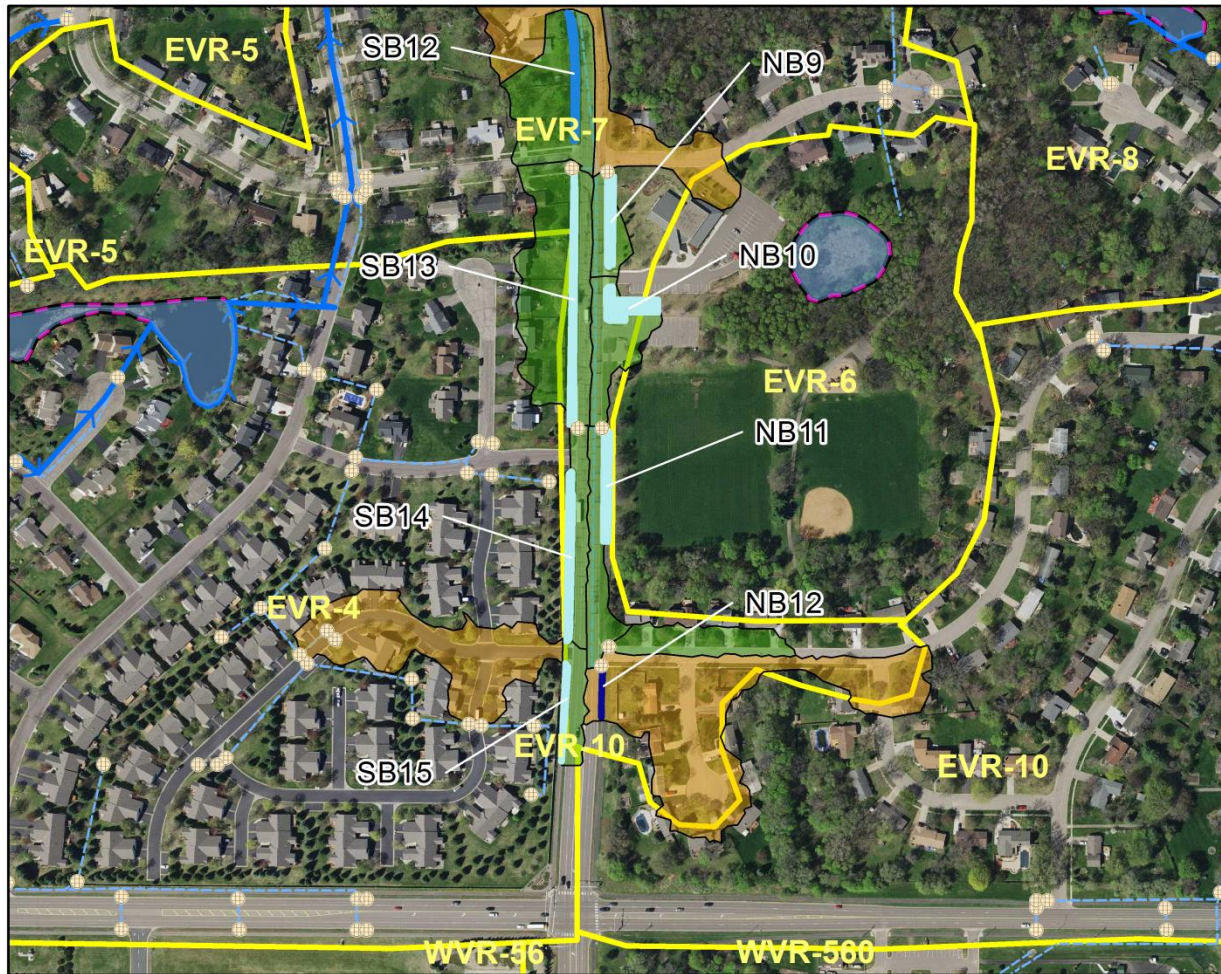 EVR-5
SB12
NB9
EVR-7
EVR-8
EVR-5
SB13
NB10
EVR-6
NB11
SB14
EVR-4
NB12
EVR-10
SB15
EVR-10
WVR-56
WVR-560